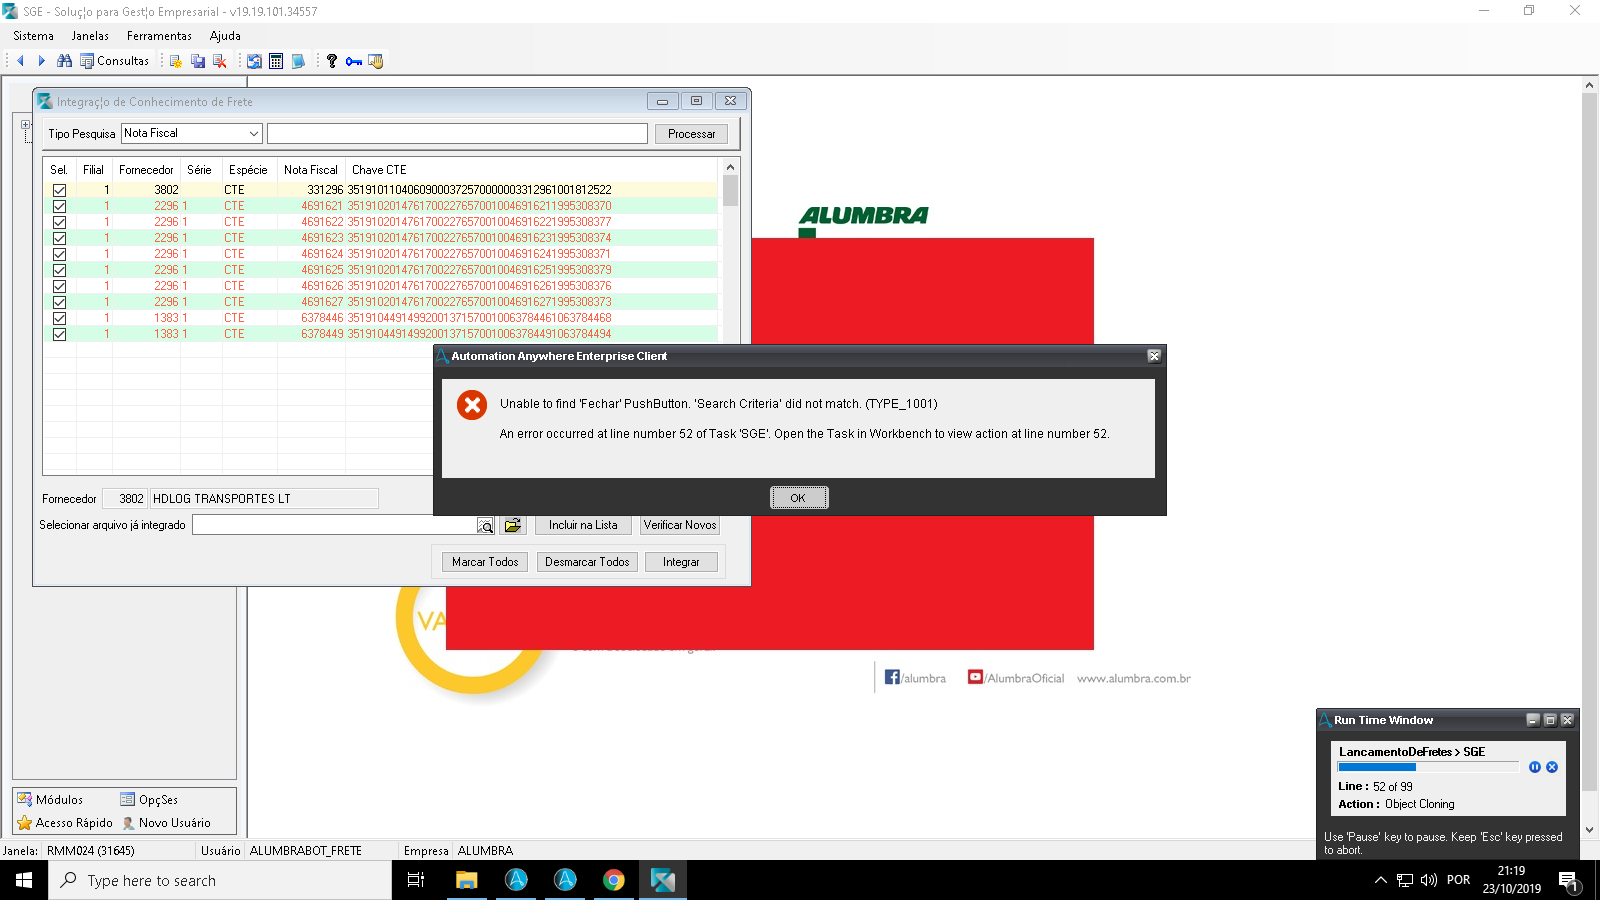 SGE - Soluç¦o para Gest¦o Empresarial - v19.19.101.34557
Sistema Janelas Ferramentas Ajuda
Consultas
Integraç¦o de Conhecimento de Frete
Tipo Pesquisa Nota Fiscal Processar
Sel. Filial Fornecedor Série Espécie Nota Fiscal Chave CTE
1 3802 CTE 331296 35191011040609000372570000003312961001812522
1 2296 1 CTE 4691621 35191020147617002276570010046916211995308370
1 2296 1 CTE 4691622 35191020147617002276570010046916221995308377
1 2296 1 CTE 4691623 35191020147617002276570010046916231995308374
1 2296 1 CTE 4691624 35191020147617002276570010046916241995308371
1 2296 1 CTE 4691625 35191020147617002276570010046916251995308379
1 2296 1 CTE 4691626 35191020147617002276570010046916261995308376
1 2296 1 CTE 4691627 35191020147617002276570010046916271995308373
1 1383 1 CTE 6378446 35191044914992001371570010063784461063784468
1 1383 1 CTE 6378449 35191044914992001371570010063784491063784494
ALUMBRA
Automation Anywhere Enterprise Client
Unable to find 'Fechar' PushButton. 'Search Criteria' did not match. (TYPE_1001)
An error occurred at line number 52 of Task 'SGE'. Open the Task in Workbench to view action at line number 52.
OK
Fornecedor 3802 HDLOG TRANSPORTES LT
Selecionar arquivo já integrado Incluir na Lista Verificar Novos
Marcar Todos Desmarcar Todos Integrar
VA
/alumbra /AlumbraOficial www.alumbra.com.br
Run Time Window
LancamentoDeFretes > SGE
Line : 52 of 99
Action : Object Cloning
Use 'Pause' key to pause. Keep 'Esc' key pressed
to abort.
Módulos OpçSes
Acesso Rápido Novo Usuário
Janela: RMM024 (31645) Usuário ALUMBRABOT_FRETE Empresa ALUMBRA
Type here to search
POR
21:19
23/10/2019
1